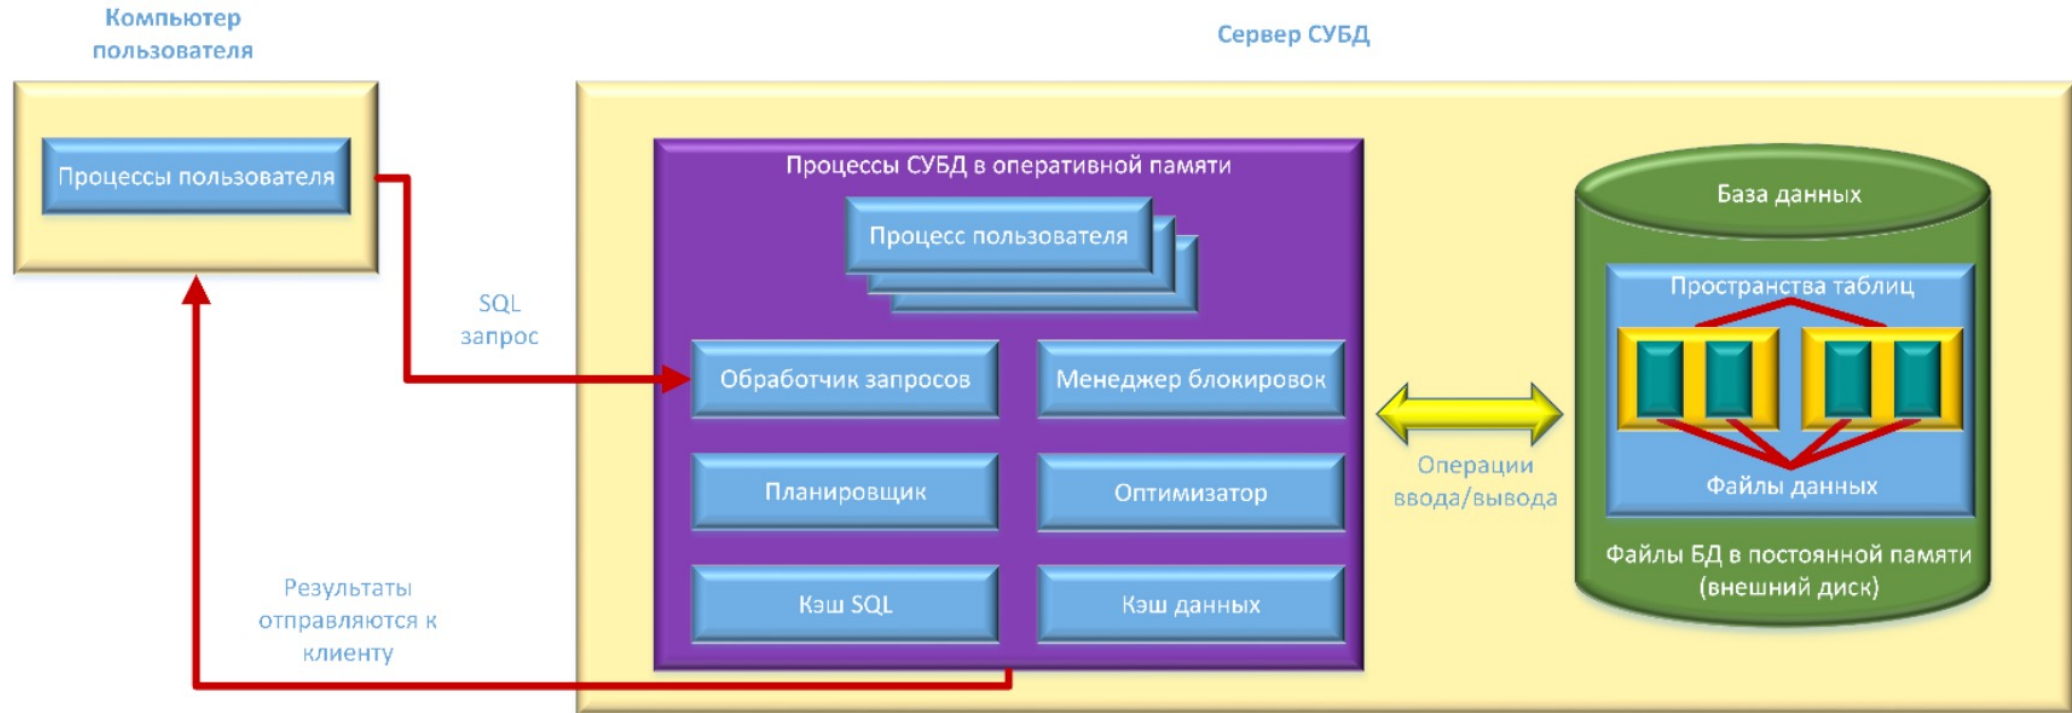 Компьютер
пользователя
Сервер СУБД
Процессы пользователя
SQL
запрос
Процессы СУБД в оперативной памяти
Процесс пользователя
Обработчик запросов
Менеджер блокировок
Планировщик
Оптимизатор
Кэш SQL
Кэш данных
Операции
ввода/вывода
База данных
Пространства таблиц
Файлы данных
Файлы БД в постоянной памяти
(внешний диск)
Результаты
отправляются к
клиенту